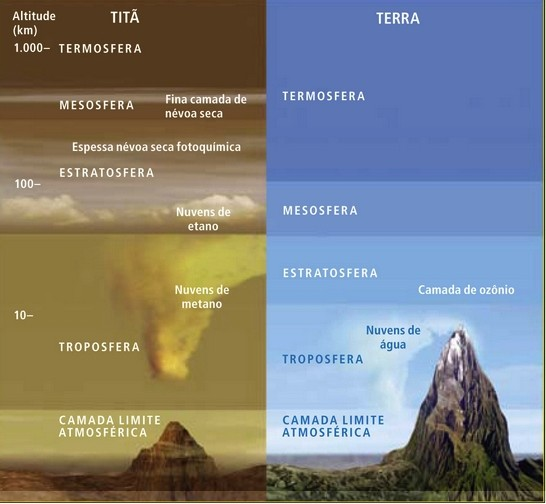 Altitude
(km)
TITÃ
TERRA
1.000–
TERMOSFERA
MESOSFERA
Fina camada de
névoa seca
Espessa névoa seca fotoquímica
ESTRATOSFERA
100–
Nuvens de
etano
Nuvens de
metano
10–
TROPOSFERA
CAMADA LIMITE
ATMOSFÉRICA
TERMOSFERA
MESOSFERA
ESTRATOSFERA
Camada de ozônio
Nuvens de
água
TROPOSFERA
CAMADA LIMITE
ATMOSFÉRICA